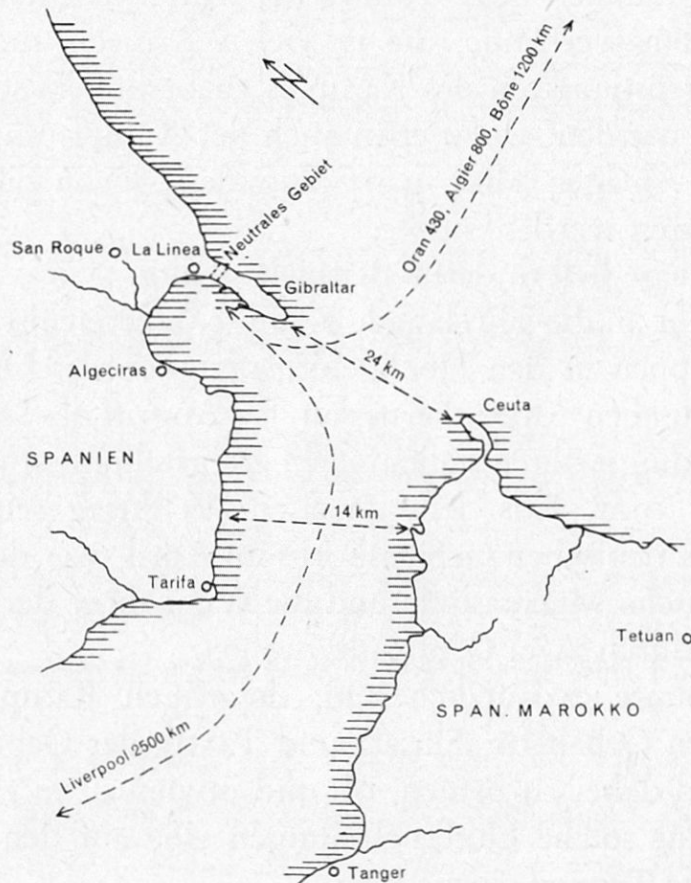 Oran 430, Algier 800, Bône 1200 km
Neutrales Gebiet
San Roque
La Linea
Gibraltar
24 km
Algeciras
Ceuta
SPANIEN
14 km
Tarifa
Tetuan
SPAN. MAROKKO
Liverpool 2500 km
Tanger